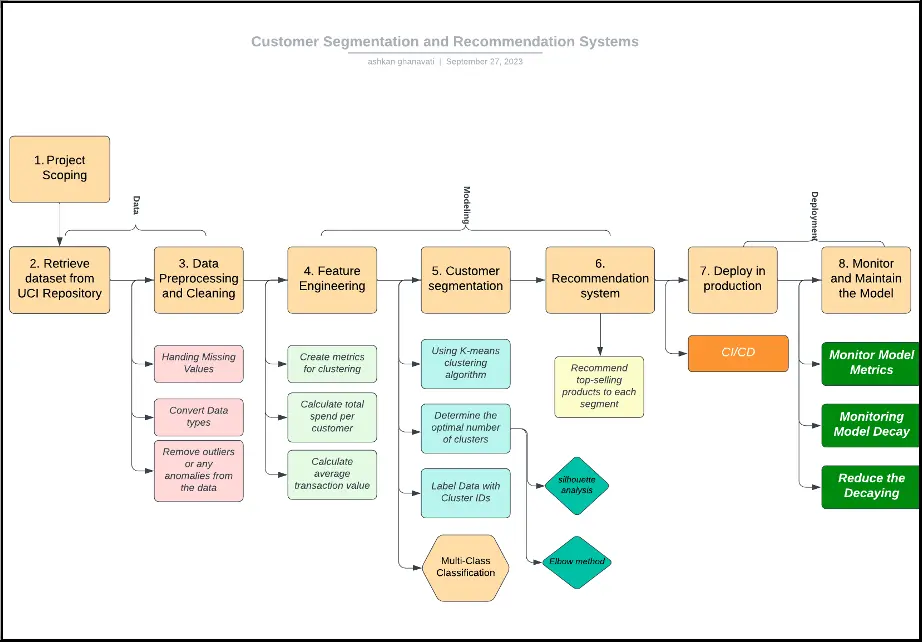 Customer Segmentation and Recommendation Systems
ashkan ghanavati | September 27, 2023
1. Project
Scoping
Data
Modeling
Deployment
2. Retrieve
dataset from
UCI Repository
3. Data
Preprocessing
and Cleaning
4. Feature
Engineering
5. Customer
segmentation
6.
Recommendation
system
7. Deploy in
production
8. Monitor
and Maintain
the Model
Handing Missing
Values
Convert Data
types
Remove outliers
or any
anomalies from
the data
Create metrics
for clustering
Calculate total
spend per
customer
Calculate
average
transaction value
Using K-means
clustering
algorithm
Determine the
optimal number
of clusters
Label Data with
Cluster IDs
Multi-Class
Classification
silhouette
analysis
Elbow method
Recommend
top-selling
products to each
segment
CI/CD
Monitor Model
Metrics
Monitoring
Model Decay
Reduce the
Decaying